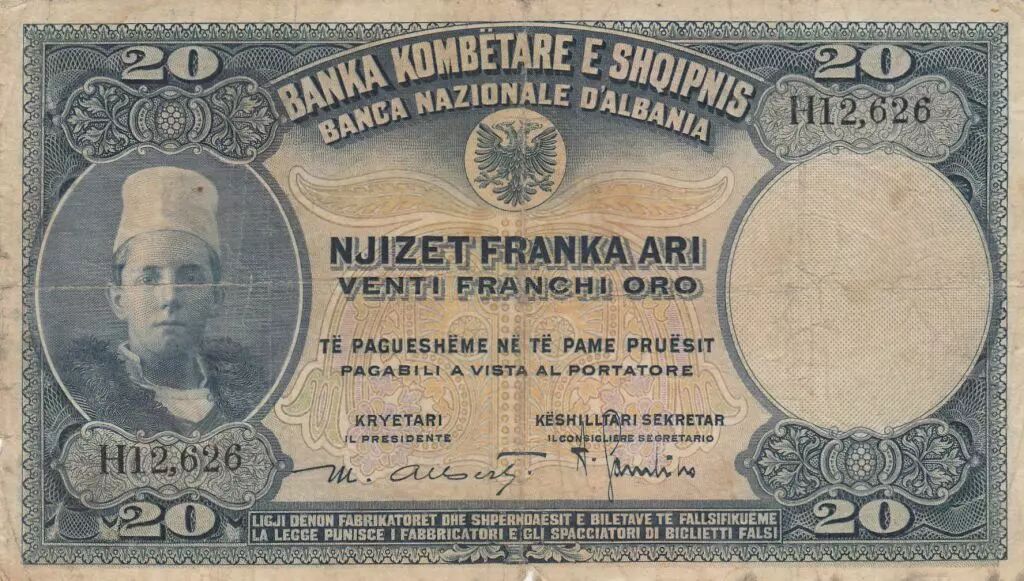 20
20
BANKA KOMBËTARE E SHQIPNIS
BANCA NAZIONALE D'ALBANIA
H12,626
NJIZET FRANKA ARI
VENTI FRANCHI ORO
TË PAGUESHËME NË TË PAME PRUËSIT
PAGABILI A VISTA AL PORTATORE
KRYETARI
IL PRESIDENTE
KËSHILLTARI SEKRETAR
IL CONSIGLIERE SEGRETARIO
H12,626
M. Alberti
20
20
LIGJI DENON FABRIKATORET DHE SHPERNDAESIT E BILETAVE TE FALLSIFIKUEME
LA LEGGE PUNISCE I FABBRICATORI E GLI SPACCIATORI DI BIGLIETTI FALSI